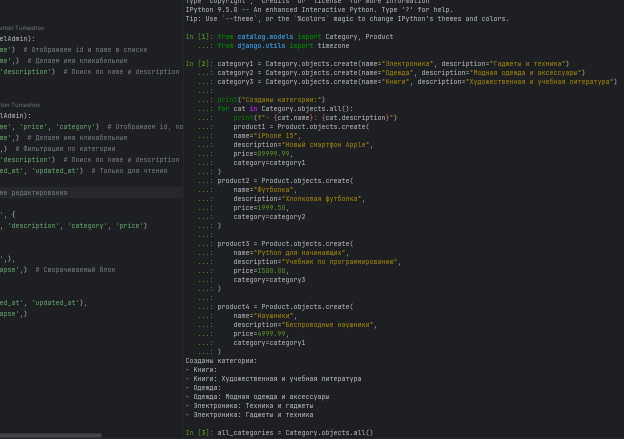 Type 'copyright', 'credits' or 'license' for more information
IPython 9.5.0 -- An enhanced Interactive Python. Type '?' for help.
Tip: Use `--theme`, or the `%colors` magic to change IPython's themes and colors.
In [1]: from catalog.models import Category, Product
...: from django.utils import timezone
In [2]: category1 = Category.objects.create(name="Электроника", description="Гаджеты и техника")
...: category2 = Category.objects.create(name="Одежда", description="Модная одежда и аксессуары")
...: category3 = Category.objects.create(name="Книги", description="Художественная и учебная литература")
...:
...: print("Созданы категории:")
...: for cat in Category.objects.all():
...: print(f"- {cat.name}: {cat.description}")
...: product1 = Product.objects.create(
...: name="iPhone 15",
...: description="Новый смартфон Apple",
...: price=89999.99,
...: category=category1
...: )
...: product2 = Product.objects.create(
...: name="Футболка",
...: description="Хлопковая футболка",
...: price=1999.50,
...: category=category2
...: )
...:
...: product3 = Product.objects.create(
...: name="Python для начинающих",
...: description="Учебник по программированию",
...: price=1500.00,
...: category=category3
...: )
...:
...: product4 = Product.objects.create(
...: name="Наушники",
...: description="Беспроводные наушники",
...: price=4999.99,
...: category=category1
...: )
Созданы категории:
- Книги:
- Книги: Художественная и учебная литература
- Одежда:
- Одежда: Модная одежда и аксессуары
- Электроника: Техника и гаджеты
- Электроника: Гаджеты и техника
In [3]: all_categories = Category.objects.all()
Tumashov
elAdmin):
me') # Отображаем id и name в списке
me',) # Делаем имя кликабельным
'description') # Поиск по name и description
Tumashov
elAdmin):
me', 'price', 'category') # Отображаем id, na
me',) # Делаем имя кликабельным
,) # Фильтрация по категории
'description') # Поиск по name и description
ed_at', 'updated_at') # Только для чтения
ме редактирования
', {
, 'description', 'category', 'price')
',),
apse',) # Сворачиваемый блок
ed_at', 'updated_at'),
apse',)